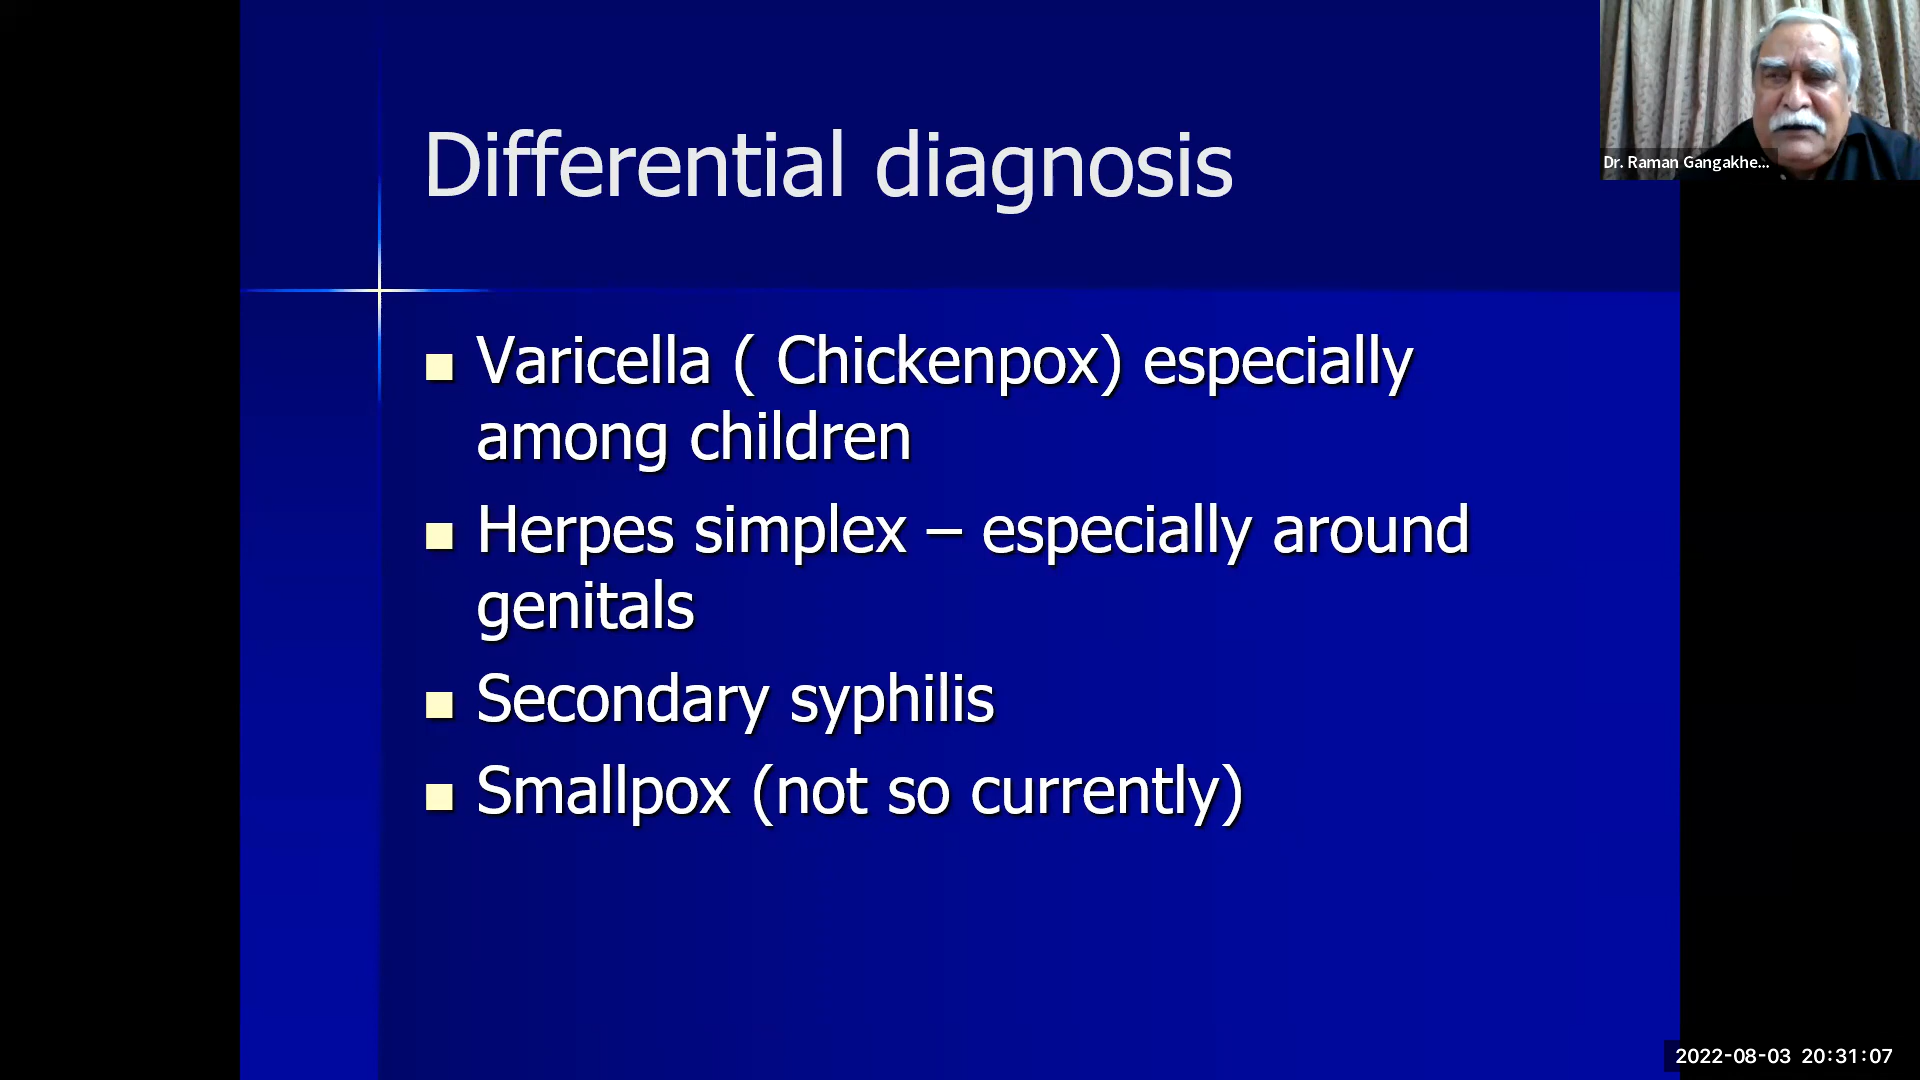 Differential diagnosis
Varicella ( Chickenpox) especially
among children
Herpes simplex – especially around
genitals
Secondary syphilis
Smallpox (not so currently)
Dr. Raman Gangakhe...
2022-08-03 20:31:07